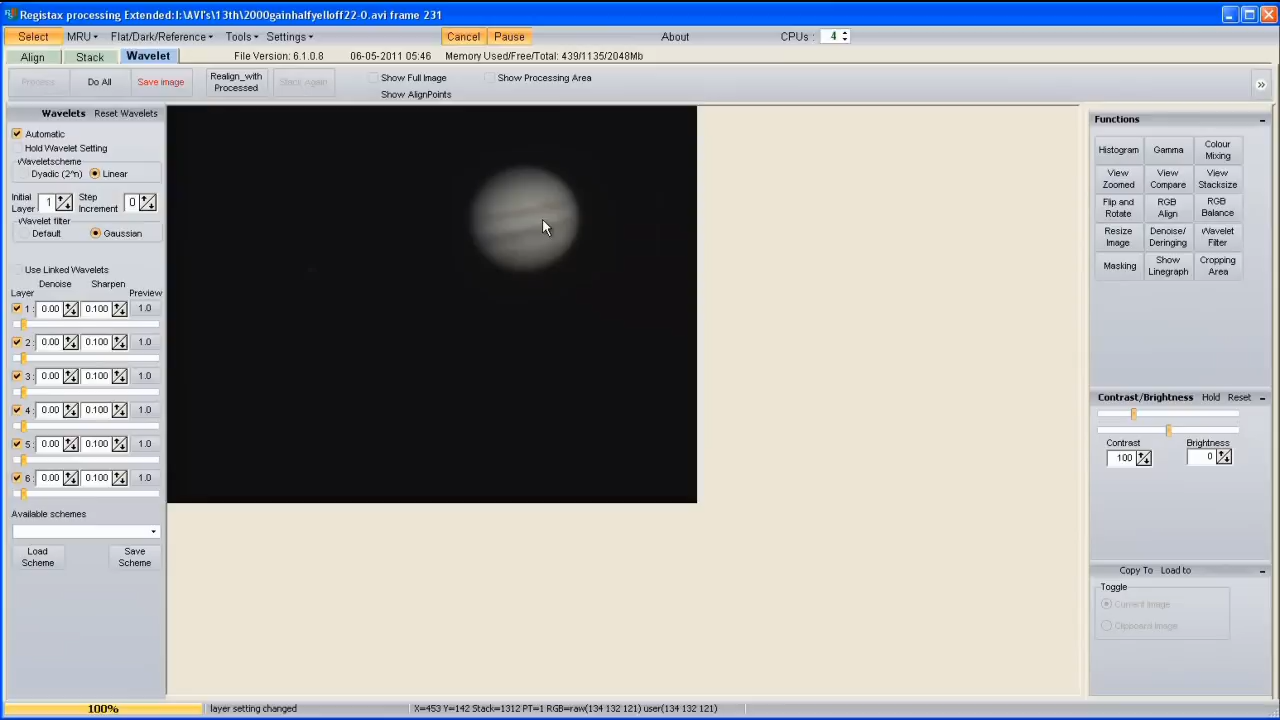 Registax processing Extended:I:\AVI's\13th\2000gainhalfyelloff22-0.avi frame 231
Select MRU Flat/Dark/Reference Tools Settings Cancel Pause About CPUs: 4
Align Stack Wavelet File Version: 6.1.0.8 06-05-2011 05:46 Memory Used/Free/Total: 439/1135/2048Mb
Process Do All Save image Realign_with Processed Stack Again Show Full Image Show Processing Area
Show AlignPoints
»
Wavelets Reset Wavelets
Automatic
Hold Wavelet Setting
Waveletscheme
Dyadic (2^n) Linear
Initial Layer 1 Step Increment 0
Wavelet filter
Default Gaussian
Use Linked Wavelets
Denoise Sharpen
Layer Preview
1: 0.00 0.100 1.0
2: 0.00 0.100 1.0
3: 0.00 0.100 1.0
4: 0.00 0.100 1.0
5: 0.00 0.100 1.0
6: 0.00 0.100 1.0
Available schemes
Load Scheme Save Scheme
Functions
Histogram Gamma Colour Mixing
View Zoomed View Compare View Stacksize
Flip and Rotate RGB Align RGB Balance
Resize Image Denoise/ Deringing Wavelet Filter
Masking Show Linegraph Cropping Area
Contrast/Brightness Hold Reset
Contrast Brightness
100 0
Copy To Load to
Toggle
Current Image
Clipboard Image
100% layer setting changed X=453 Y=142 Stack=1312 PT=1 RGB=raw(134 132 121) user(134 132 121)